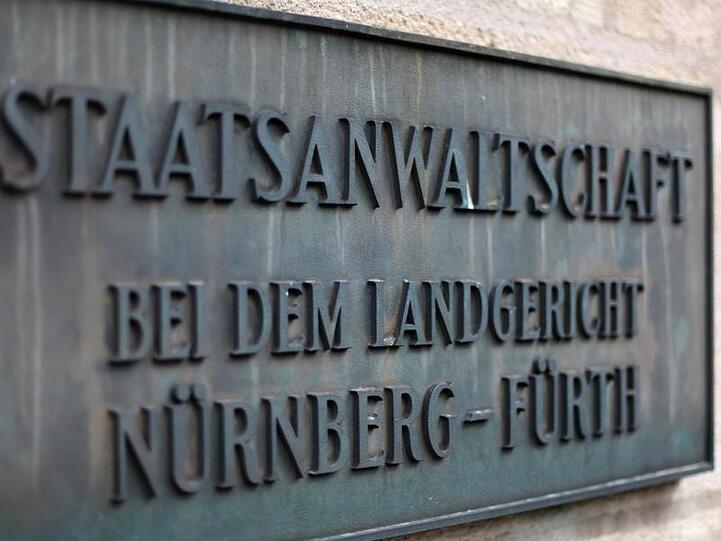 STAATSANWALTSCHAFT
BEI DEM LANDGERICHT
NÜRNBERG-FÜRTH